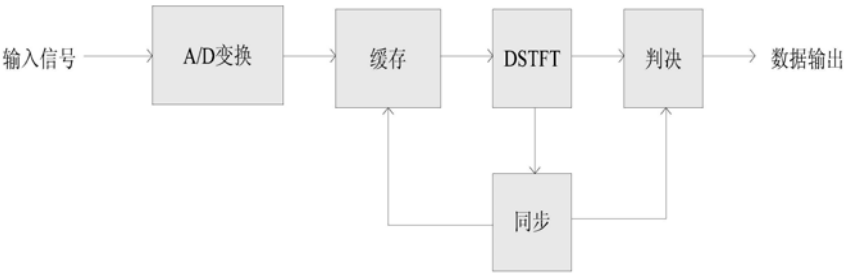 输入信号
A/D变换
缓存
DSTFT
判决
数据输出
同步